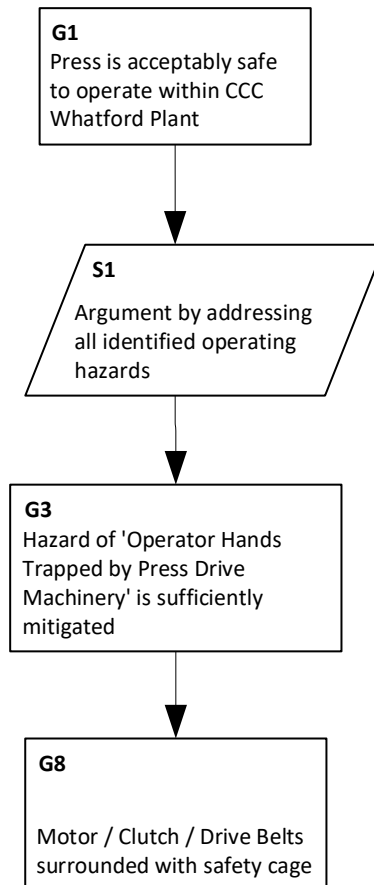 G1
Press is acceptably safe
to operate within CCC
Whatford Plant
S1
Argument by addressing
all identified operating
hazards
G3
Hazard of 'Operator Hands
Trapped by Press Drive
Machinery' is sufficiently
mitigated
G8
Motor / Clutch / Drive Belts
surrounded with safety cage